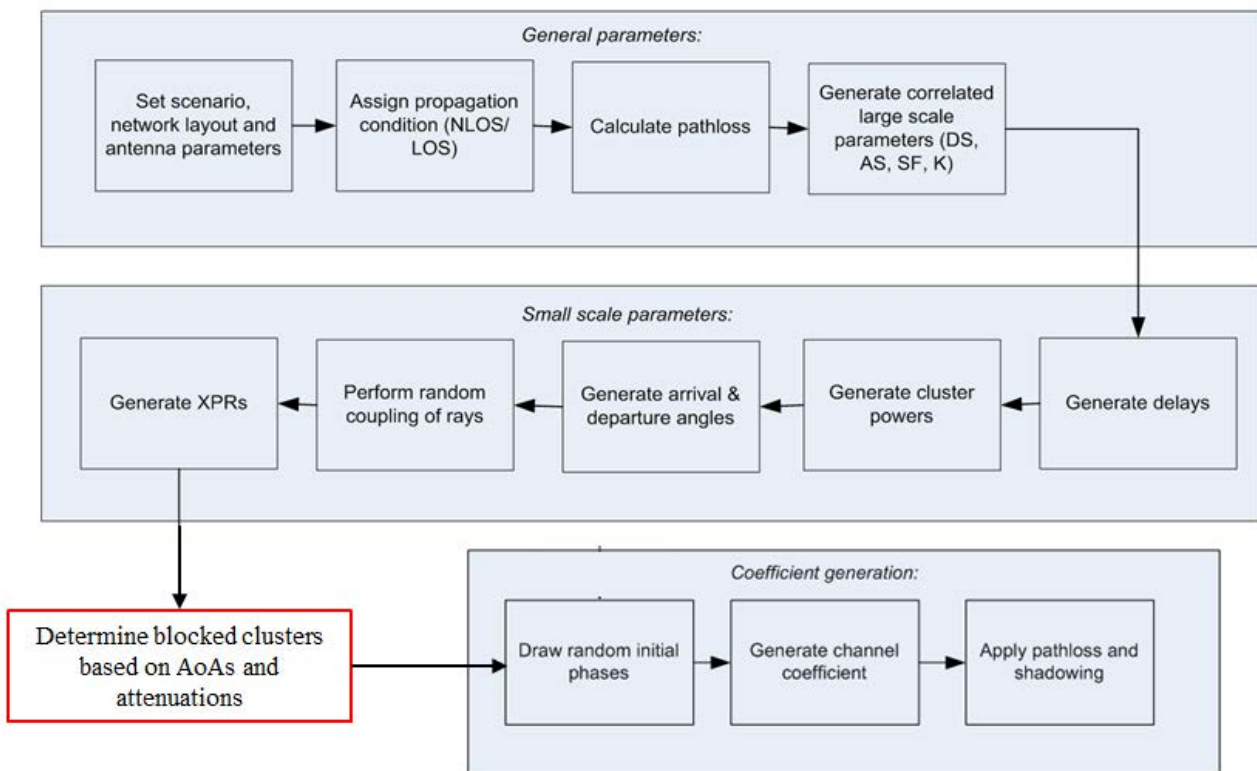 General parameters:
Set scenario,
network layout and
antenna parameters
Assign propagation
condition (NLOS/
LOS)
Calculate pathloss
Generate correlated
large scale
parameters (DS,
AS, SF, K)
Small scale parameters:
Generate XPRs
Perform random
coupling of rays
Generate arrival &
departure angles
Generate cluster
powers
Generate delays
Coefficient generation:
Determine blocked clusters
based on AoAs and
attenuations
Draw random initial
phases
Generate channel
coefficient
Apply pathloss and
shadowing